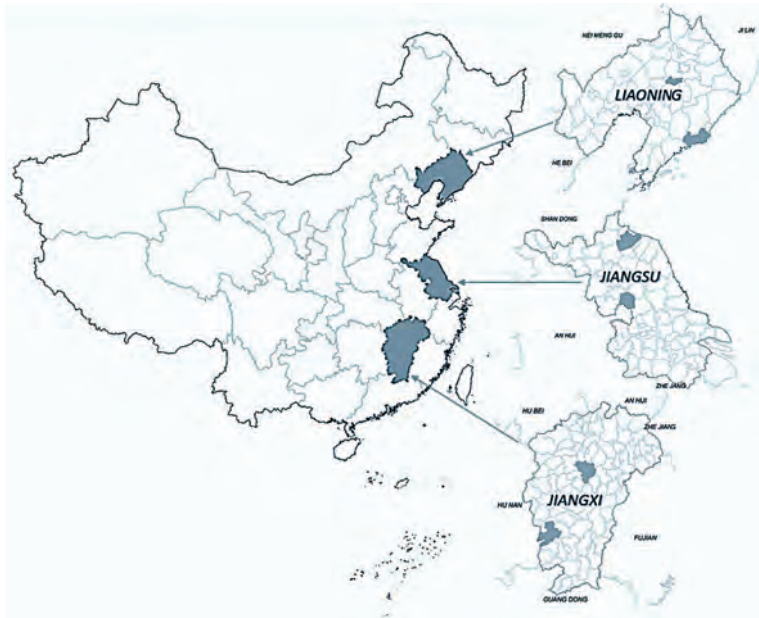 HEI MENG GU
JI LIN
LIAONING
HE BEI
SHAN DONG
JIANGSU
AN HUI
ZHE JIANG
AN HUI
HU BEI
ZHE JIANG
JIANGXI
HU NAN
FUJIAN
GUANG DONG